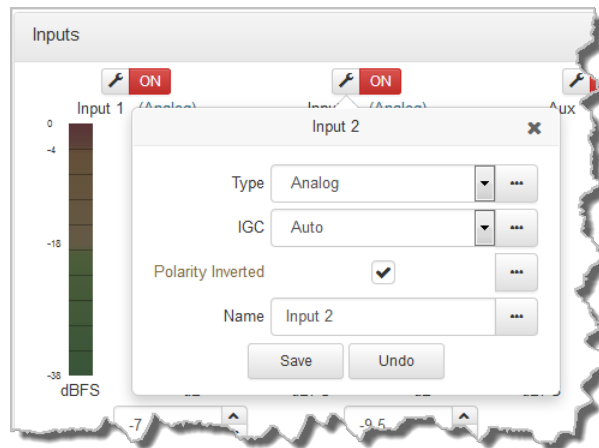 Inputs
ON ON
Input 1 (Analog) (Analog) Aux
Input 2
0
-4
-18
-38
Type Analog
IGC Auto
Polarity Inverted
Name Input 2
Save Undo
dBFS
-7 -9.5